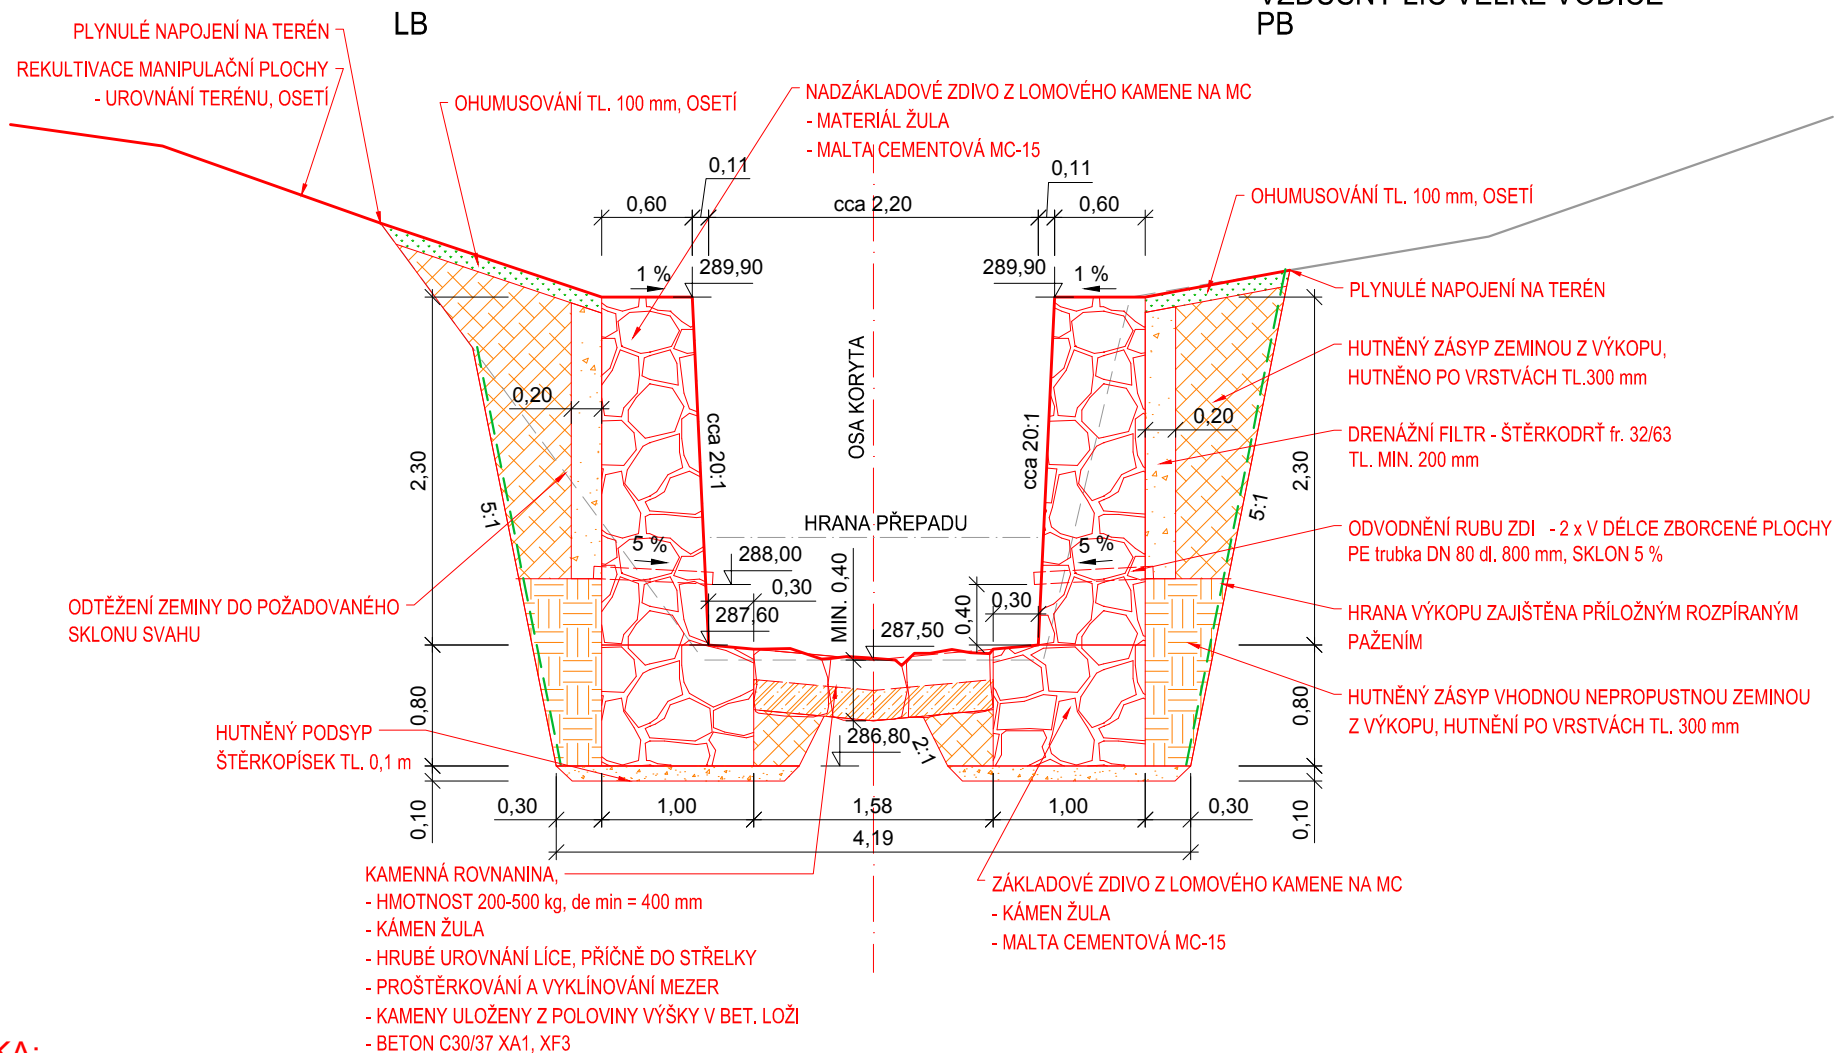 VZDUŠNÝ LÍC VELKÉ VODICE
LB
PB
PLYNULÉ NAPOJENÍ NA TERÉN
REKULTIVACE MANIPULAČNÍ PLOCHY
- UROVNÁNÍ TERÉNU, OSETÍ
OHUMUSOVÁNÍ TL. 100 mm, OSETÍ
NADZÁKLADOVÉ ZDIVO Z LOMOVÉHO KAMENE NA MC
- MATERIÁL ŽULA
- MALTA CEMENTOVÁ MC-15
OHUMUSOVÁNÍ TL. 100 mm, OSETÍ
0,11
0,11
0,60
cca 2,20
0,60
1 %
289,90
289,90
1 %
PLYNULÉ NAPOJENÍ NA TERÉN
HUTNĚNÝ ZÁSYP ZEMINOU Z VÝKOPU,
HUTNĚNO PO VRSTVÁCH TL.300 mm
OSA KORYTA
0,20
0,20
cca 20:1
cca 20:1
DRENÁŽNÍ FILTR - ŠTĚRKODRŤ fr. 32/63
TL. MIN. 200 mm
2,30
2,30
5:1
5:1
HRANA PŘEPADU
ODVODNĚNÍ RUBU ZDI - 2 x V DÉLCE ZBORCENÉ PLOCHY
PE trubka DN 80 dl. 800 mm, SKLON 5 %
5 %
288,00
5 %
MIN. 0,40
0,30
0,40
0,30
287,60
287,50
ODTĚŽENÍ ZEMINY DO POŽADOVANÉHO
SKLONU SVAHU
HRANA VÝKOPU ZAJIŠTĚNA PŘÍLOŽNÝM ROZPÍRANÝM
PAŽENÍM
HUTNĚNÝ ZÁSYP VHODNOU NEPROPUSTNOU ZEMINOU
Z VÝKOPU, HUTNĚNÍ PO VRSTVÁCH TL. 300 mm
0,80
0,80
HUTNĚNÝ PODSYP
ŠTĚRKOPÍSEK TL. 0,1 m
286,80
2:1
0,10
0,30
1,00
1,58
1,00
0,30
0,10
4,19
KAMENNÁ ROVNANINA,
- HMOTNOST 200-500 kg, de min = 400 mm
- KÁMEN ŽULA
- HRUBÉ UROVNÁNÍ LÍCE, PŘÍČNĚ DO STŘELKY
- PROŠTĚRKOVÁNÍ A VYKLÍNOVÁNÍ MEZER
- KAMENY ULOŽENY Z POLOVINY VÝŠKY V BET. LOŽI
- BETON C30/37 XA1, XF3
ZÁKLADOVÉ ZDIVO Z LOMOVÉHO KAMENE NA MC
- KÁMEN ŽULA
- MALTA CEMENTOVÁ MC-15
KA: